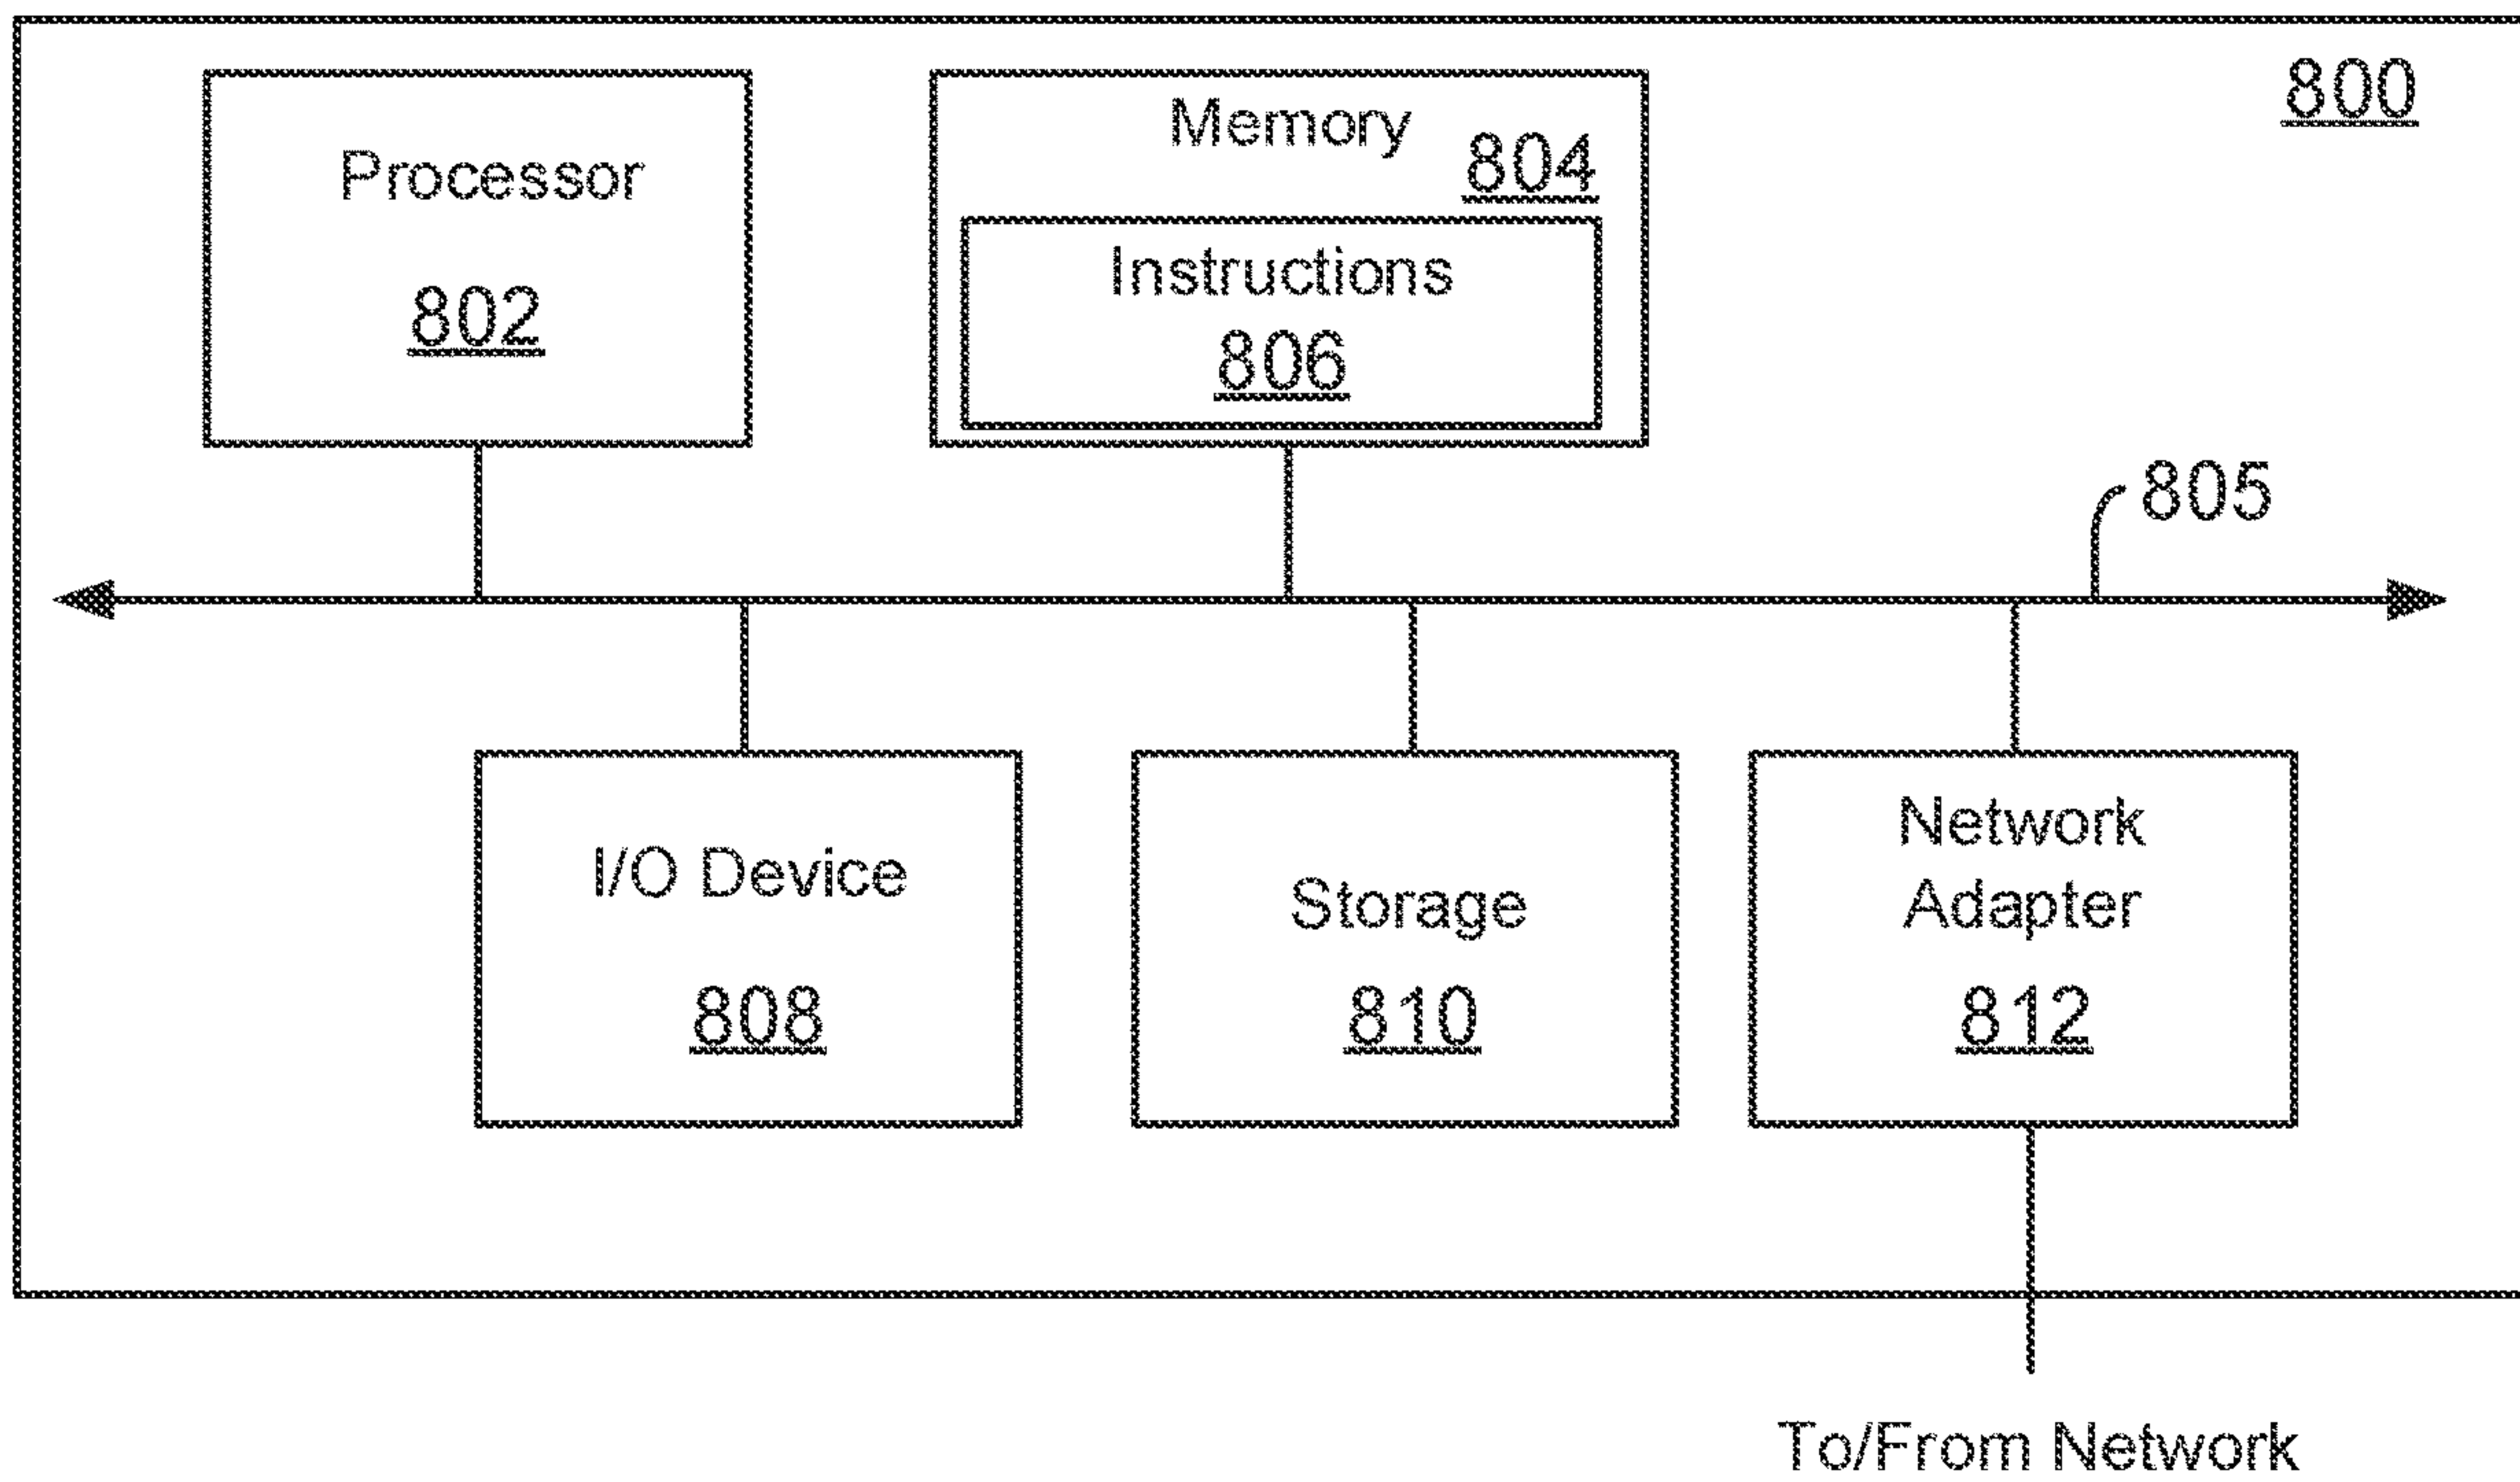 800
Processor
802
Memory
804
Instructions
806
805
I/O Device
808
Storage
810
Network
Adapter
812
To/From Network